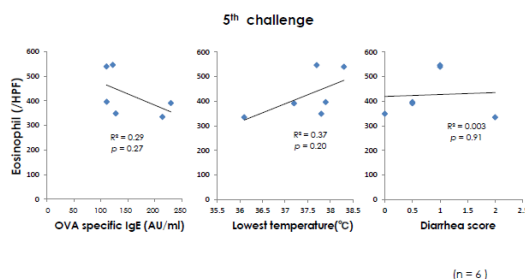 5th challenge
Eosinophil (/HPF)
600
500
400
300
200
100
0
R² = 0.29
p = 0.27
0 50 100 150 200 250
OVA specific IgE (AU/ml)
600
500
400
300
200
100
0
R² = 0.37
p = 0.20
35.5 36 36.5 37 37.5 38 38.5
Lowest temperature(℃)
600
500
400
300
200
100
0
R² = 0.003
p = 0.91
0 0.5 1 1.5 2 2.5
Diarrhea score
(n = 6)